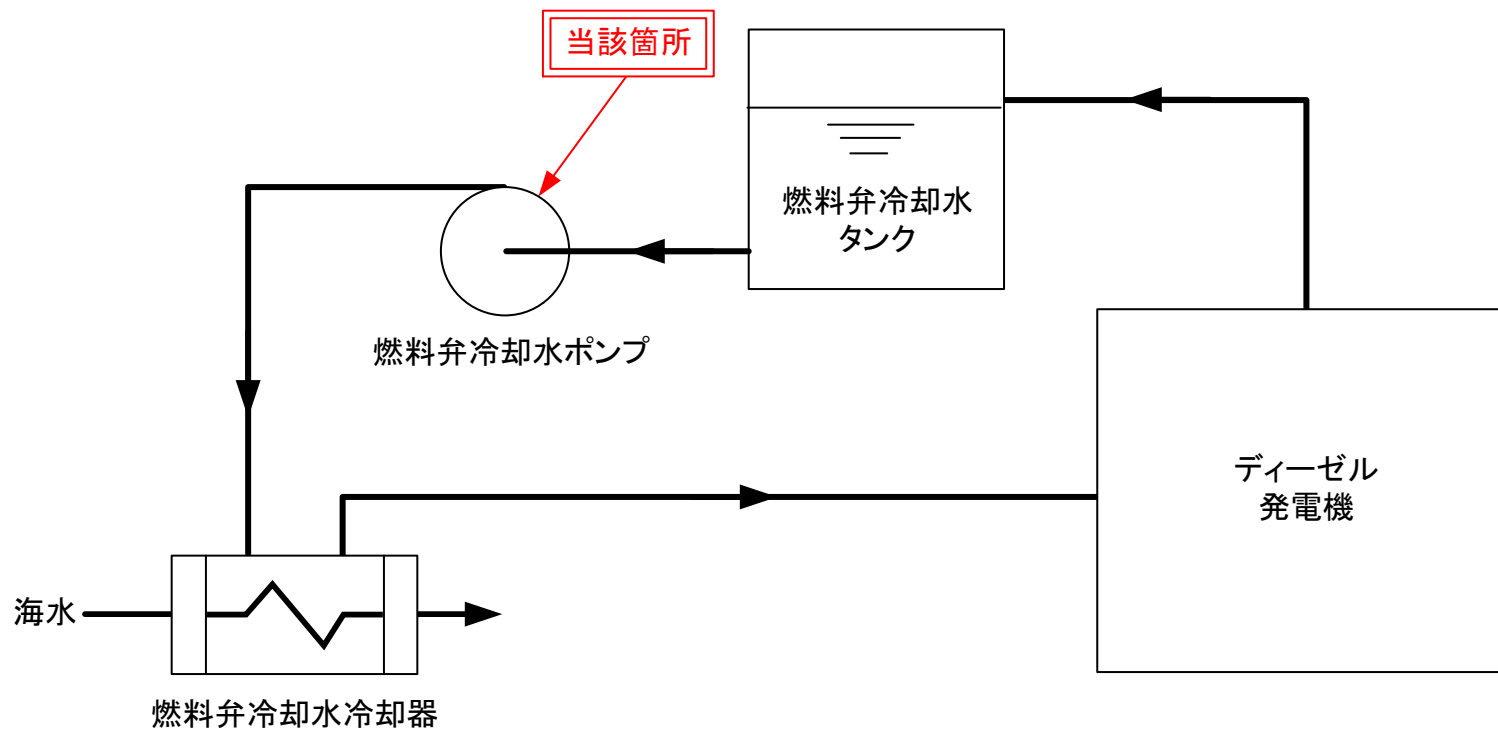 当該箇所
燃料弁冷却水
タンク
燃料弁冷却水ポンプ
ディーゼル
発電機
海水
燃料弁冷却水冷却器